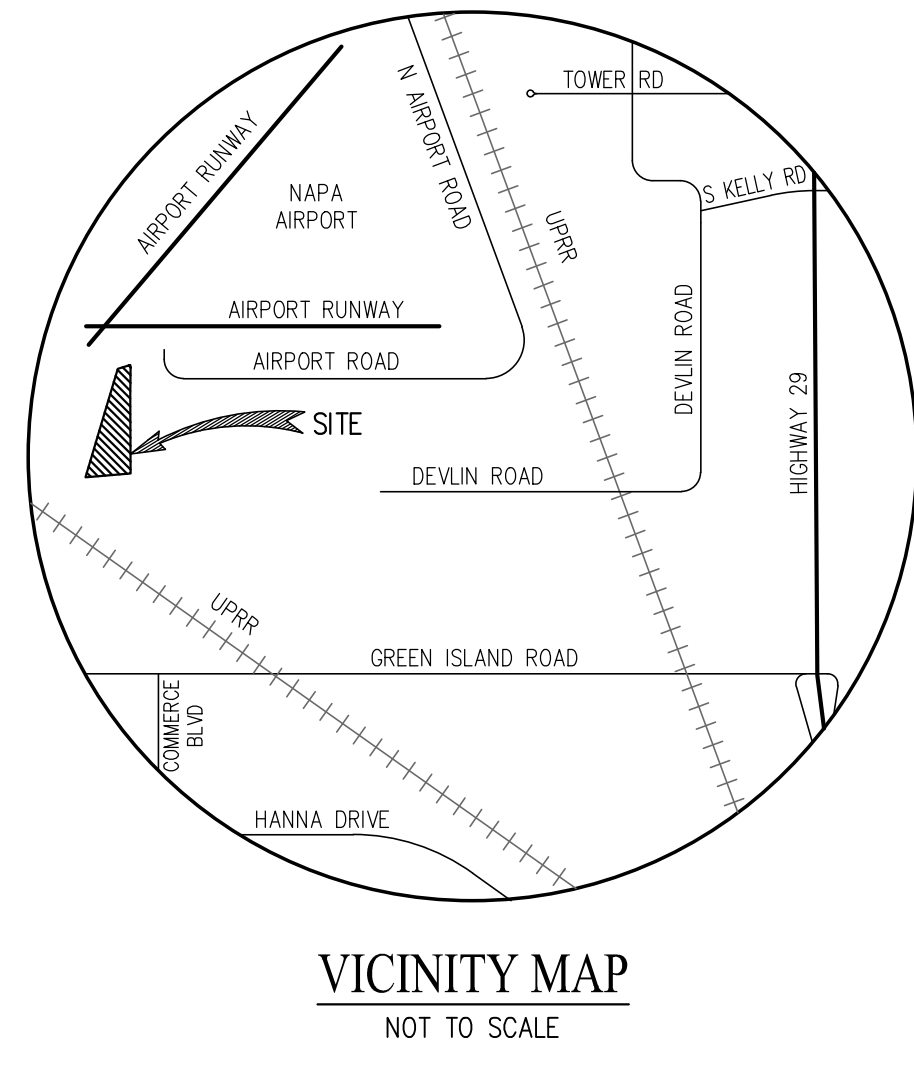 TOWER RD
N AIRPORT ROAD
AIRPORT RUNWAY
NAPA
AIRPORT
S KELLY RD
UPRR
AIRPORT RUNWAY
AIRPORT ROAD
DEVLIN ROAD
HIGHWAY 29
SITE
DEVLIN ROAD
UPRR
GREEN ISLAND ROAD
COMMERCE
BLVD
HANNA DRIVE
VICINITY MAP
NOT TO SCALE